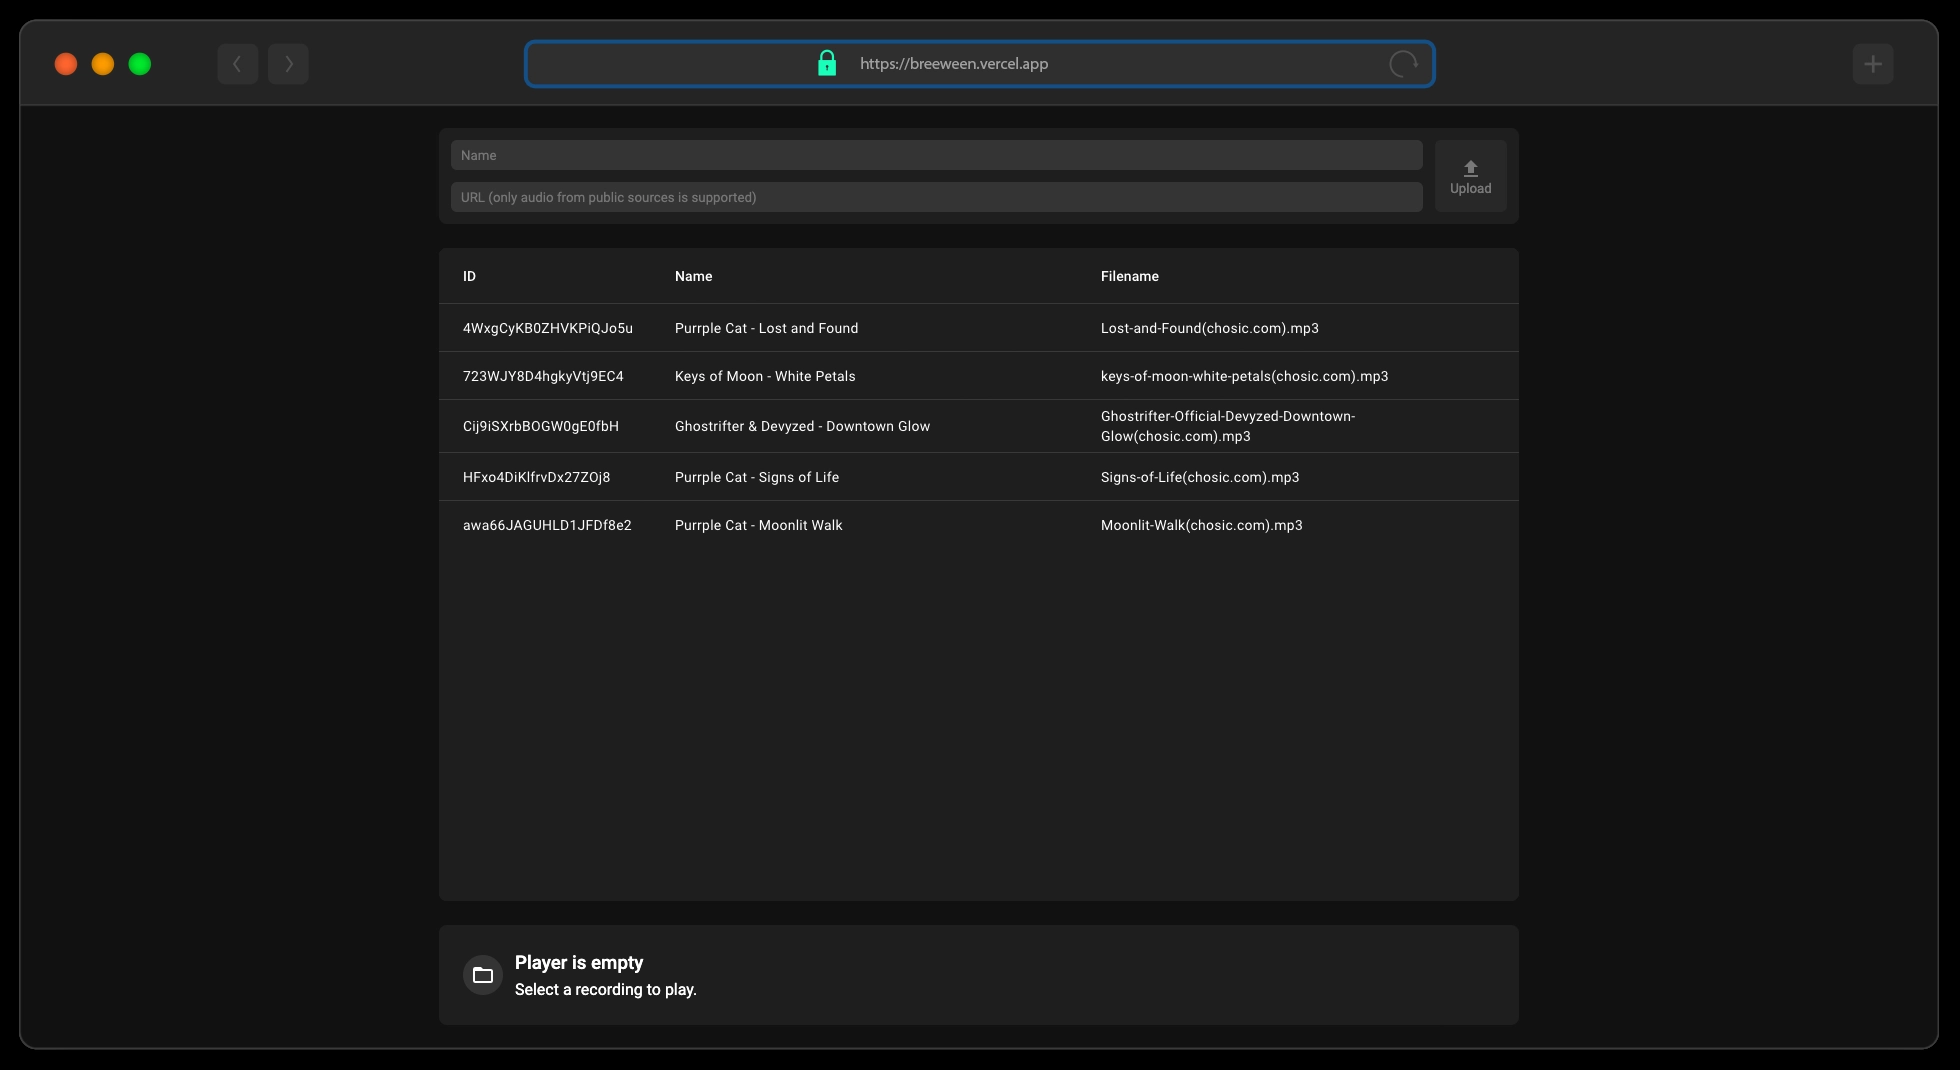 https://breeween.vercel.app
Name
URL (only audio from public sources is supported)
Upload
ID Name Filename
4WxgCyKB0ZHVKPiQJo5u Purrple Cat - Lost and Found Lost-and-Found(chosic.com).mp3
723WJY8D4hgkyVtj9EC4 Keys of Moon - White Petals keys-of-moon-white-petals(chosic.com).mp3
Cij9iSXrbBOGW0gE0fbH Ghostrifter & Devyzed - Downtown Glow Ghostrifter-Official-Devyzed-Downtown-
Glow(chosic.com).mp3
HFxo4DiKlfrvDx27ZOj8 Purrple Cat - Signs of Life Signs-of-Life(chosic.com).mp3
awa66JAGUHLD1JFDf8e2 Purrple Cat - Moonlit Walk Moonlit-Walk(chosic.com).mp3
Player is empty
Select a recording to play.